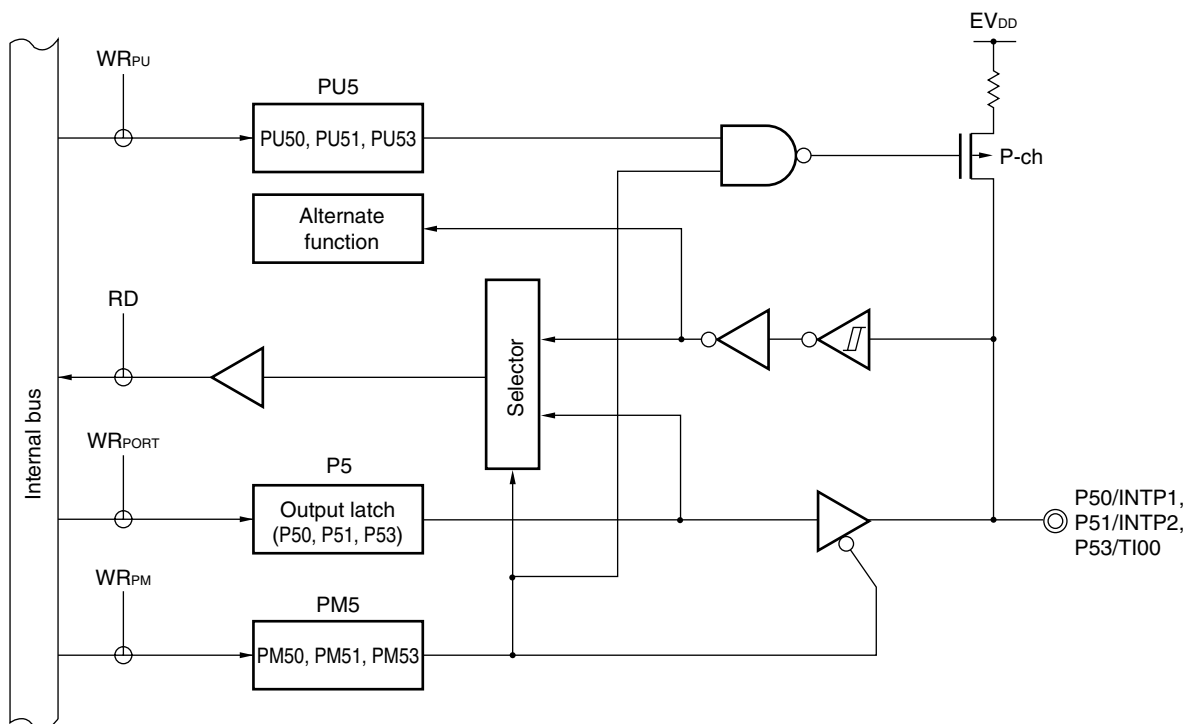 EVDD
WRPU
PU5
PU50, PU51, PU53
P-ch
Alternate
function
RD
Selector
Internal bus
WRPORT
P5
Output latch
(P50, P51, P53)
P50/INTP1,
P51/INTP2,
P53/TI00
WRPM
PM5
PM50, PM51, PM53